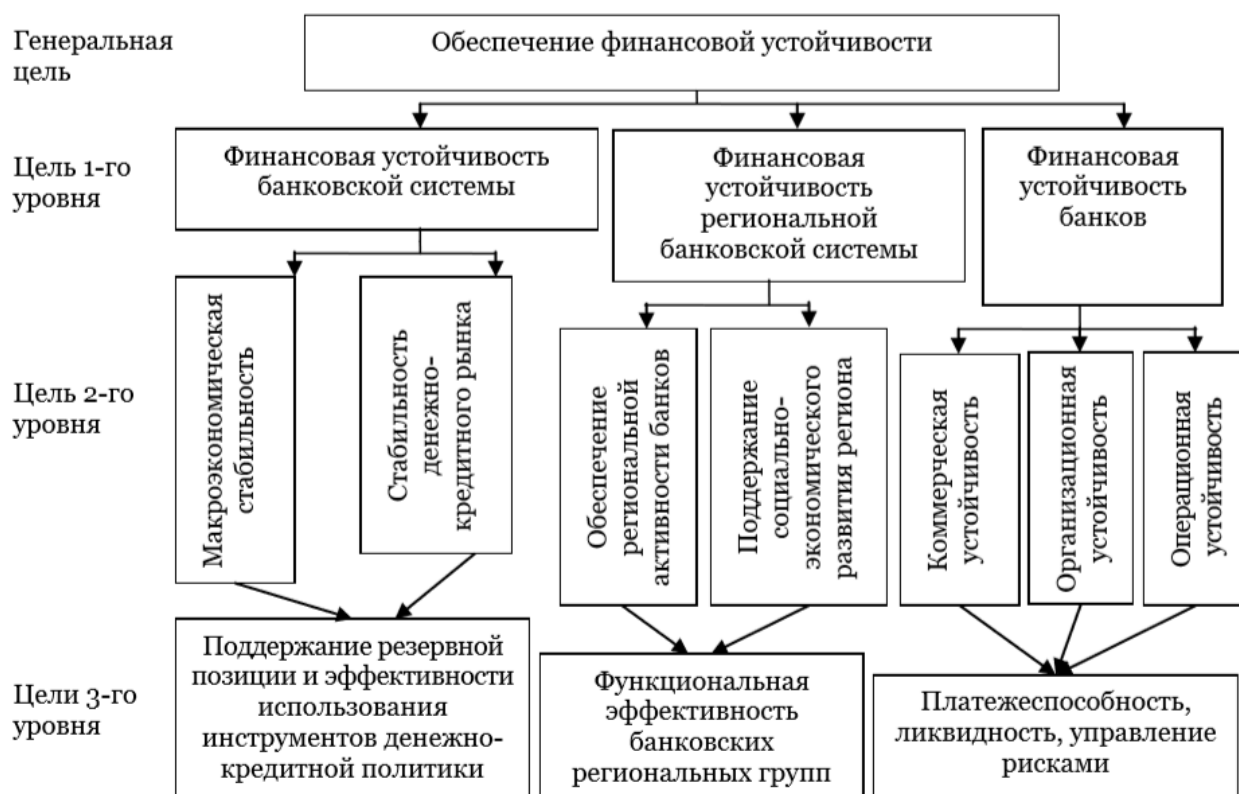 Генеральная
цель
Обеспечение финансовой устойчивости
Цель 1-го
уровня
Финансовая устойчивость
банковской системы
Финансовая
устойчивость
региональной
банковской системы
Финансовая
устойчивость
банков
Цель 2-го
уровня
Макроэкономическая
стабильность
Стабильность
денежно-
кредитного рынка
Обеспечение
региональной
активности банков
Поддержание
социально-
экономического
развития региона
Коммерческая
устойчивость
Организационная
устойчивость
Операционная
устойчивость
Цели 3-го
уровня
Поддержание резервной
позиции и эффективности
использования
инструментов денежно-
кредитной политики
Функциональная
эффективность
банковских
региональных групп
Платежеспособность,
ликвидность, управление
рисками